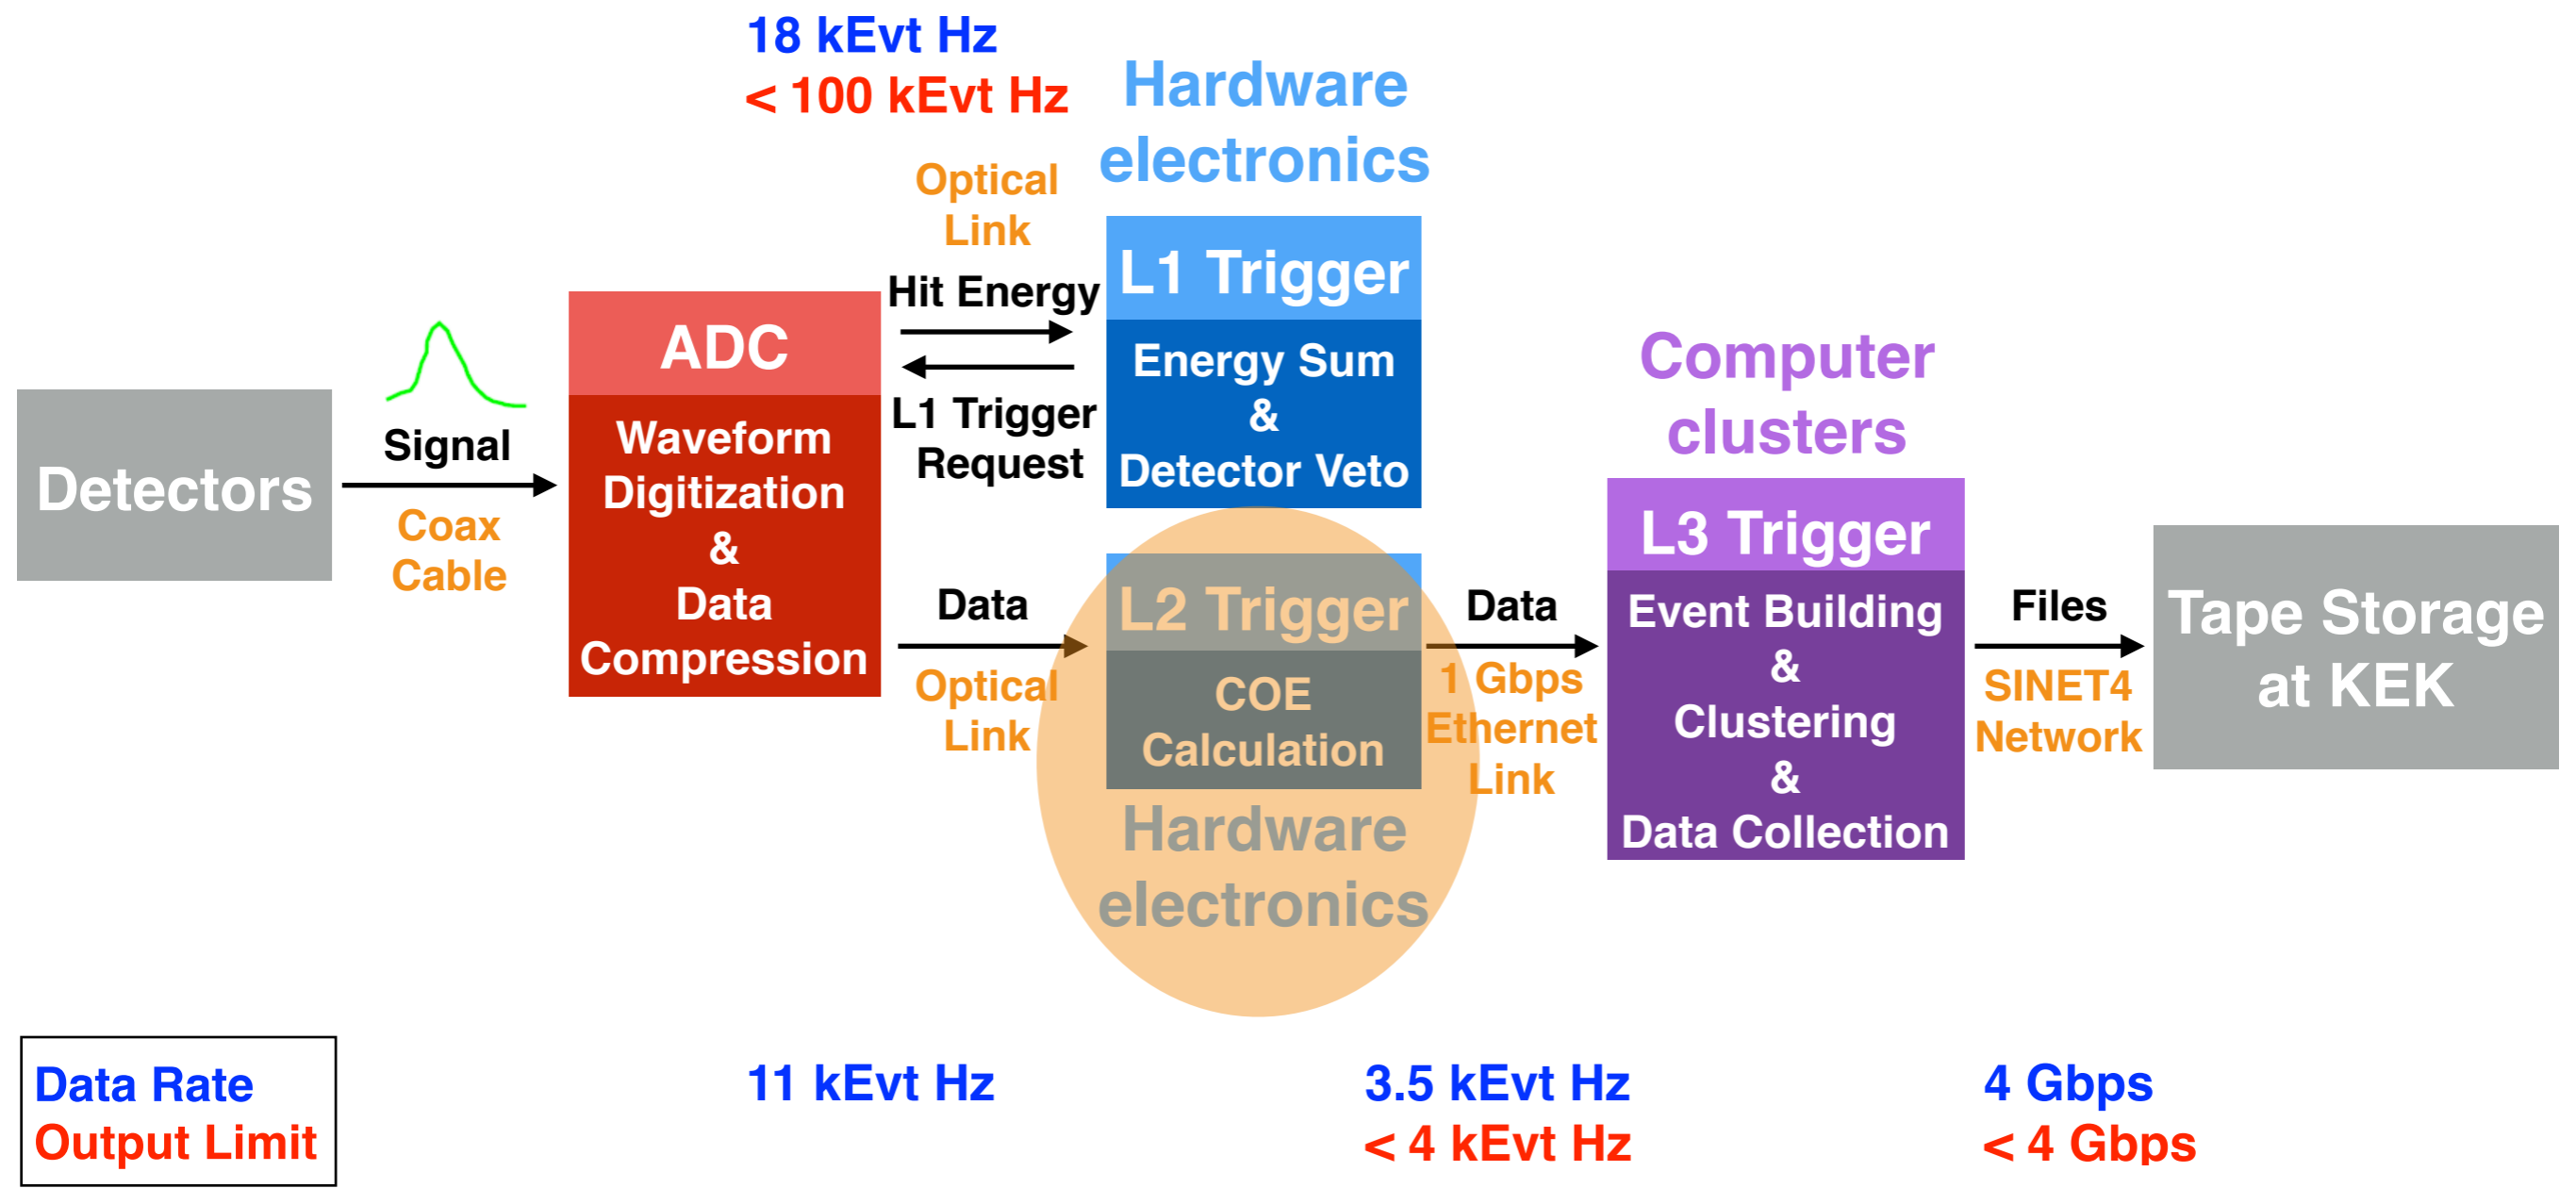 18 kEvt Hz
< 100 kEvt Hz
Hardware
electronics
Optical
Link
Hit Energy
L1 Trigger
Request
L1 Trigger
Energy Sum
&
Detector Veto
Detectors
Signal
Coax
Cable
ADC
Waveform
Digitization
&
Data
Compression
Data
Optical
Link
L2 Trigger
COE
Calculation
Hardware
electronics
Data
1 Gbps
Ethernet
Link
Computer
clusters
L3 Trigger
Event Building
&
Clustering
&
Data Collection
Files
SINET4
Network
Tape Storage
at KEK
Data Rate
Output Limit
11 kEvt Hz
3.5 kEvt Hz
< 4 kEvt Hz
4 Gbps
< 4 Gbps